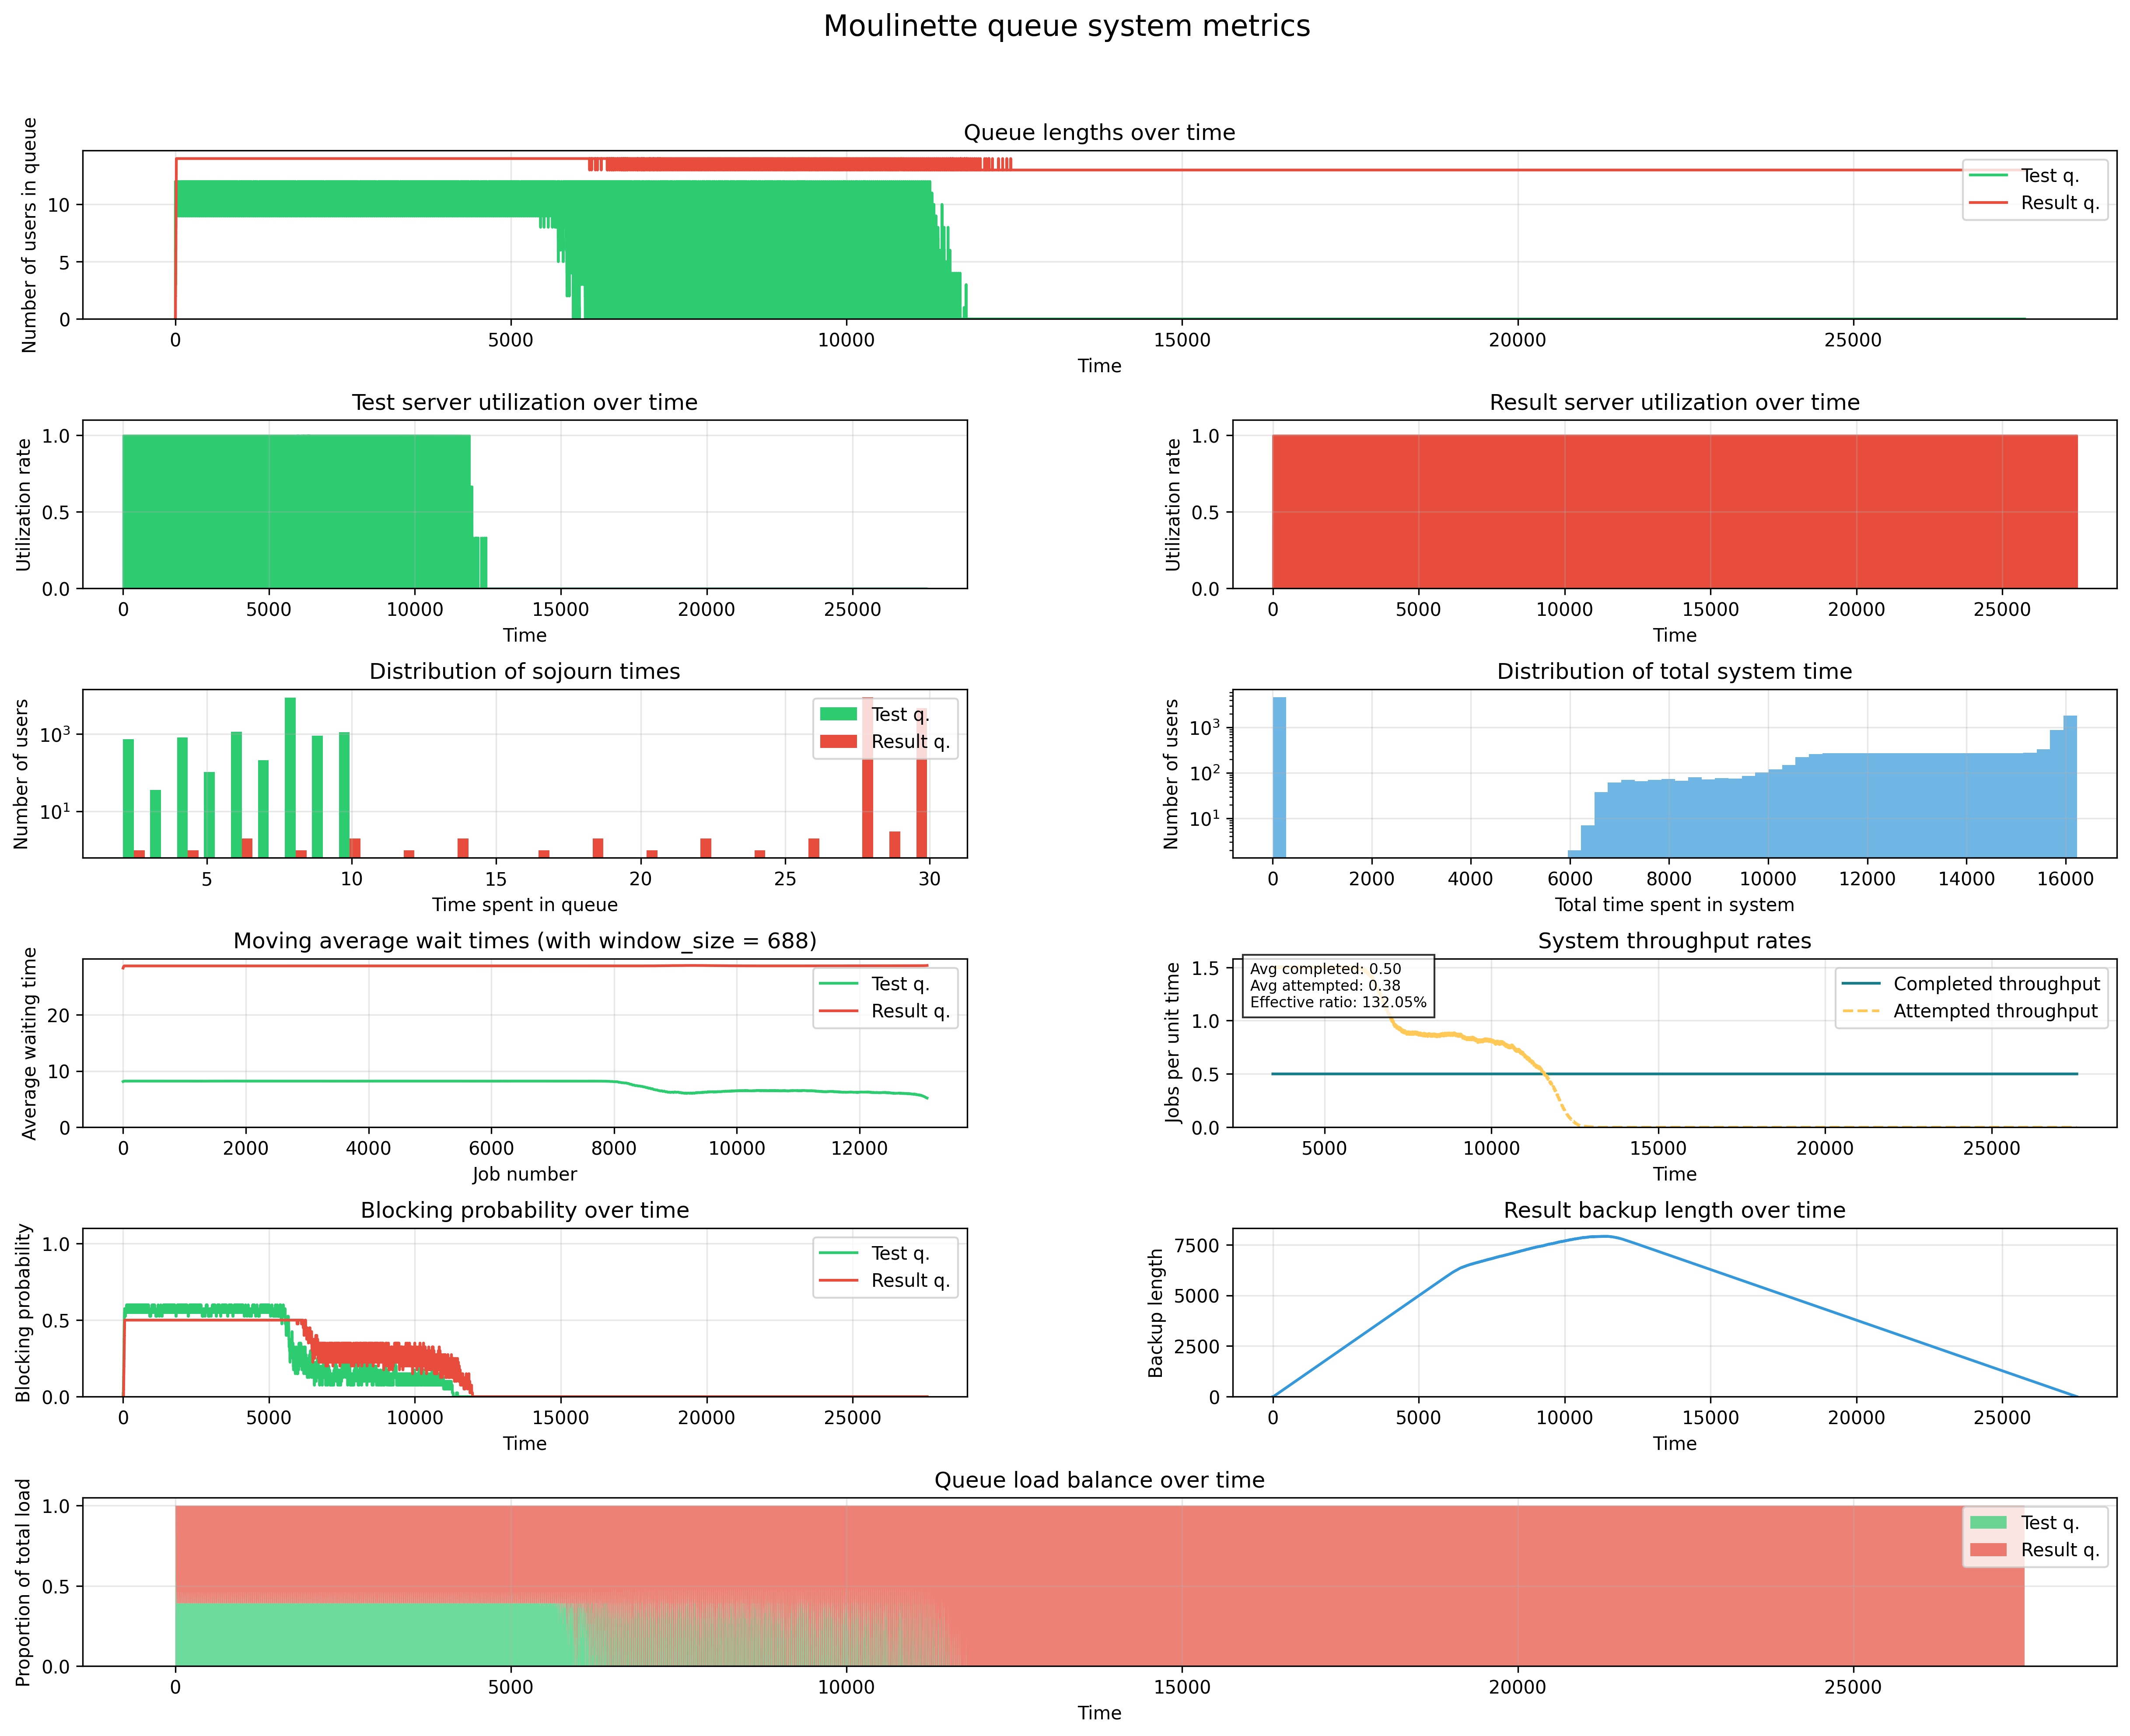 Moulinette queue system metrics
Queue lengths over time
Number of users in queue
10
5
0
Test q.
Result q.
0 5000 10000 15000 20000 25000
Time
Test server utilization over time
Utilization rate
1.0
0.5
0.0
0 5000 10000 15000 20000 25000
Time
Result server utilization over time
Utilization rate
1.0
0.5
0.0
0 5000 10000 15000 20000 25000
Time
Distribution of sojourn times
Number of users
10³
10¹
Test q.
Result q.
5 10 15 20 25 30
Time spent in queue
Distribution of total system time
Number of users
10³
10²
10¹
0 2000 4000 6000 8000 10000 12000 14000 16000
Total time spent in system
Moving average wait times (with window_size = 688)
Average waiting time
20
10
0
Test q.
Result q.
0 2000 4000 6000 8000 10000 12000
Job number
System throughput rates
Jobs per unit time
1.5
1.0
0.5
0.0
Avg completed: 0.50
Avg attempted: 0.38
Effective ratio: 132.05%
Completed throughput
Attempted throughput
5000 10000 15000 20000 25000
Time
Blocking probability over time
Blocking probability
1.0
0.5
0.0
Test q.
Result q.
0 5000 10000 15000 20000 25000
Time
Result backup length over time
Backup length
7500
5000
2500
0
0 5000 10000 15000 20000 25000
Time
Queue load balance over time
Proportion of total load
1.0
0.5
0.0
Test q.
Result q.
0 5000 10000 15000 20000 25000
Time